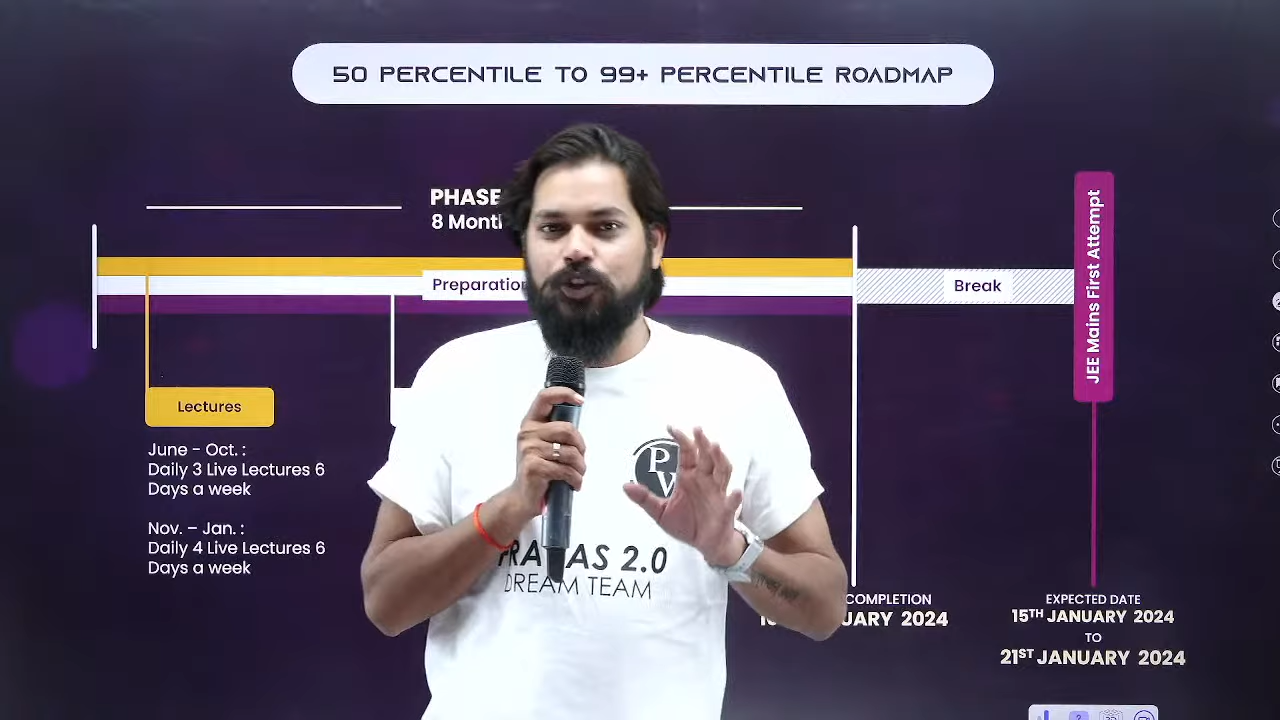 50 PERCENTILE TO 99+ PERCENTILE ROADMAP
PHASE
8 Month
Preparation
Break
JEE Mains First Attempt
Lectures
June - Oct. :
Daily 3 Live Lectures 6
Days a week
Nov. – Jan. :
Daily 4 Live Lectures 6
Days a week
PW
2.0
DREAM TEAM
COMPLETION
2024
EXPECTED DATE
15TH JANUARY 2024
TO
21ST JANUARY 2024